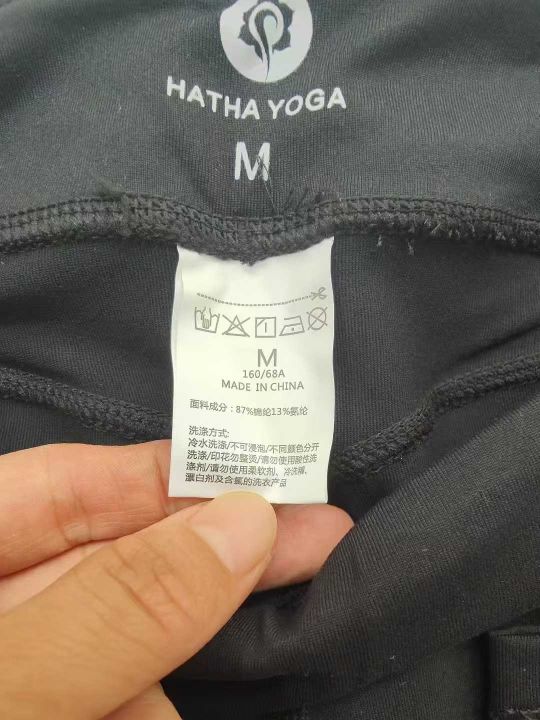 HATHA YOGA
M
M
160/68A
MADE IN CHINA
面料成分：87%锦纶13%氨纶
洗涤方式:
冷水洗涤/不可浸泡/不同颜色分开
洗涤/印花勿整烫/请勿使用酸性洗
涤剂/请勿使用柔软剂、冷洗精、
漂白剂及含氯的洗衣产品